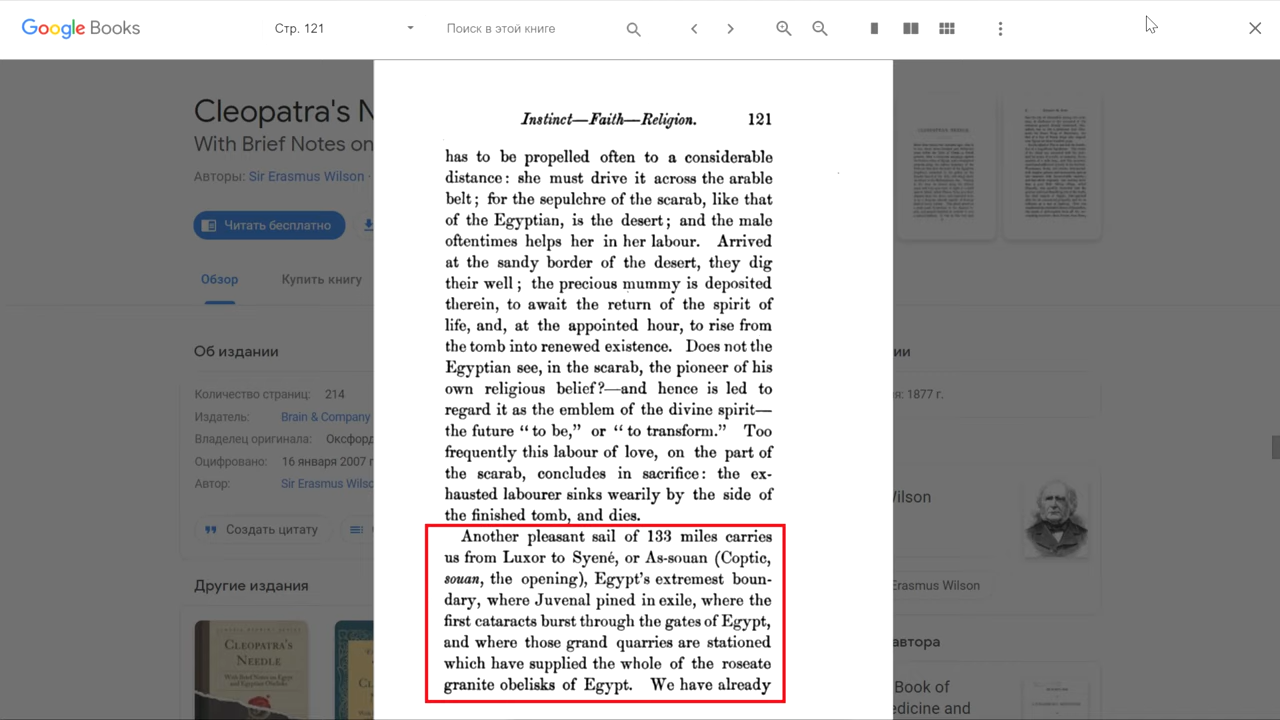 Google Books
Стр. 121
Поиск в этой книге
Cleopatra's N
With Brief Notes on
Авторы: Sir Erasmus Wilson ·
Читать бесплатно
Обзор
Купить книгу
Об издании
Количество страниц: 214
Издатель: Brain & Company
Владелец оригинала: Оксфорд
Оцифровано: 16 января 2007 г
Автор: Sir Erasmus Wilso
Создать цитату
Другие издания
CLEOPATRA'S
NEEDLE
Instinct—Faith—Religion. 121
has to be propelled often to a considerable
distance: she must drive it across the arable
belt; for the sepulchre of the scarab, like that
of the Egyptian, is the desert; and the male
oftentimes helps her in her labour. Arrived
at the sandy border of the desert, they dig
their well; the precious mummy is deposited
therein, to await the return of the spirit of
life, and, at the appointed hour, to rise from
the tomb into renewed existence. Does not the
Egyptian see, in the scarab, the pioneer of his
own religious belief?—and hence is led to
regard it as the emblem of the divine spirit—
the future “to be,” or “to transform.” Too
frequently this labour of love, on the part of
the scarab, concludes in sacrifice: the ex-
hausted labourer sinks wearily by the side of
the finished tomb, and dies.
Another pleasant sail of 133 miles carries
us from Luxor to Syené, or As-souan (Coptic,
souan, the opening), Egypt's extremest boun-
dary, where Juvenal pined in exile, where the
first cataracts burst through the gates of Egypt,
and where those grand quarries are stationed
which have supplied the whole of the roseate
granite obelisks of Egypt. We have already
ии
я: 1877 г.
Wilson
Erasmus Wilson
автора
Book of
edicine and